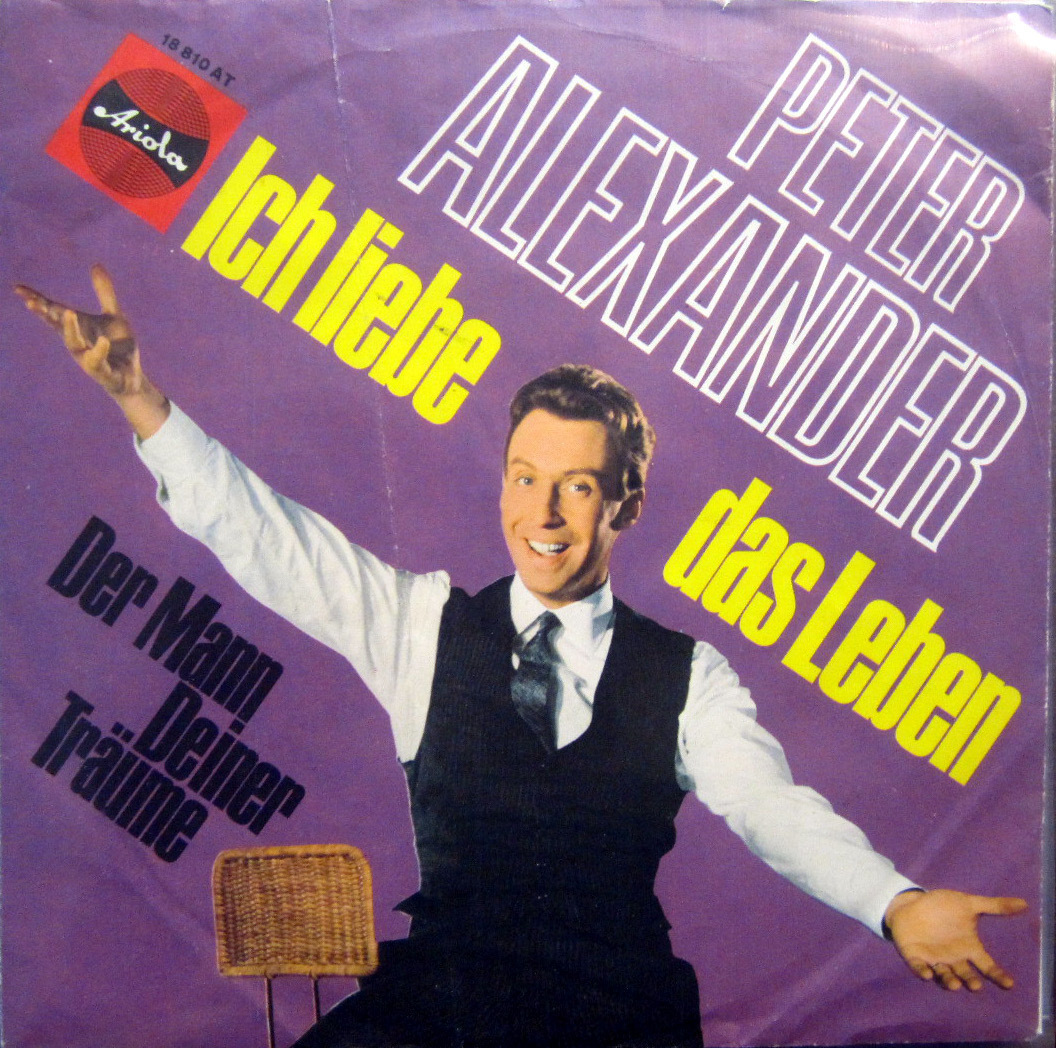 18 810 AT
Ariola
PETER
ALEXANDER
Ich liebe
das Leben
Der Mann
Deiner
Träume